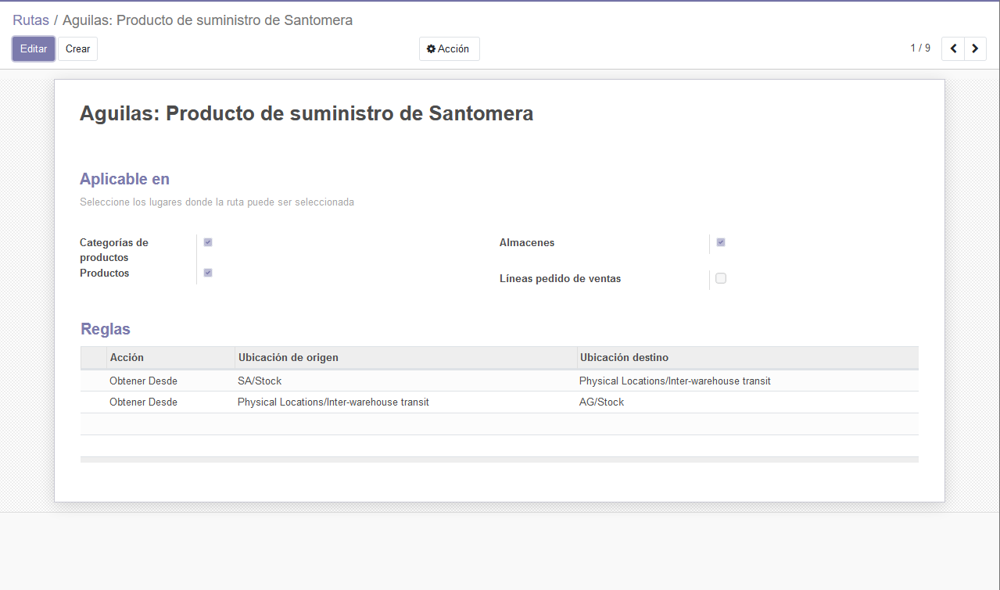 Rutas / Aguilas: Producto de suministro de Santomera
Editar Crear Acción 1 / 9
Aguilas: Producto de suministro de Santomera
Aplicable en
Seleccione los lugares donde la ruta puede ser seleccionada
Categorías de productos
Almacenes
Productos
Líneas pedido de ventas
Reglas
Acción Ubicación de origen Ubicación destino
Obtener Desde SA/Stock Physical Locations/Inter-warehouse transit
Obtener Desde Physical Locations/Inter-warehouse transit AG/Stock